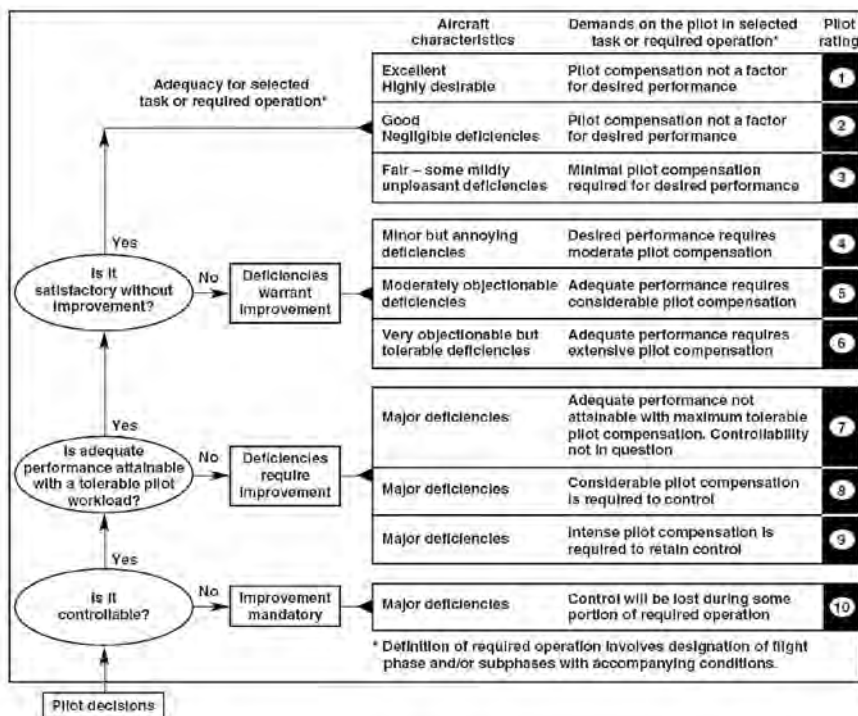 Adequacy for selected
task or required operation*
Aircraft
characteristics
Demands on the pilot in selected
task or required operation*
Pilot
rating
Excellent
Highly desirable
Pilot compensation not a factor
for desired performance
1
Good
Negligible deficiencies
Pilot compensation not a factor
for desired performance
2
Fair – some mildly
unpleasant deficiencies
Minimal pilot compensation
required for desired performance
3
Yes
Is it
satisfactory without
improvement?
No
Deficiencies
warrant
improvement
Minor but annoying
deficiencies
Desired performance requires
moderate pilot compensation
4
Moderately objectionable
deficiencies
Adequate performance requires
considerable pilot compensation
5
Very objectionable but
tolerable deficiencies
Adequate performance requires
extensive pilot compensation
6
Yes
Is adequate
performance attainable
with a tolerable pilot
workload?
No
Deficiencies
require
improvement
Major deficiencies
Adequate performance not
attainable with maximum tolerable
pilot compensation. Controllability
not in question
7
Major deficiencies
Considerable pilot compensation
is required to control
8
Major deficiencies
Intense pilot compensation is
required to retain control
9
Yes
Is it
controllable?
No
Improvement
mandatory
Major deficiencies
Control will be lost during some
portion of required operation
10
* Definition of required operation involves designation of flight
phase and/or subphases with accompanying conditions.
Pilot decisions